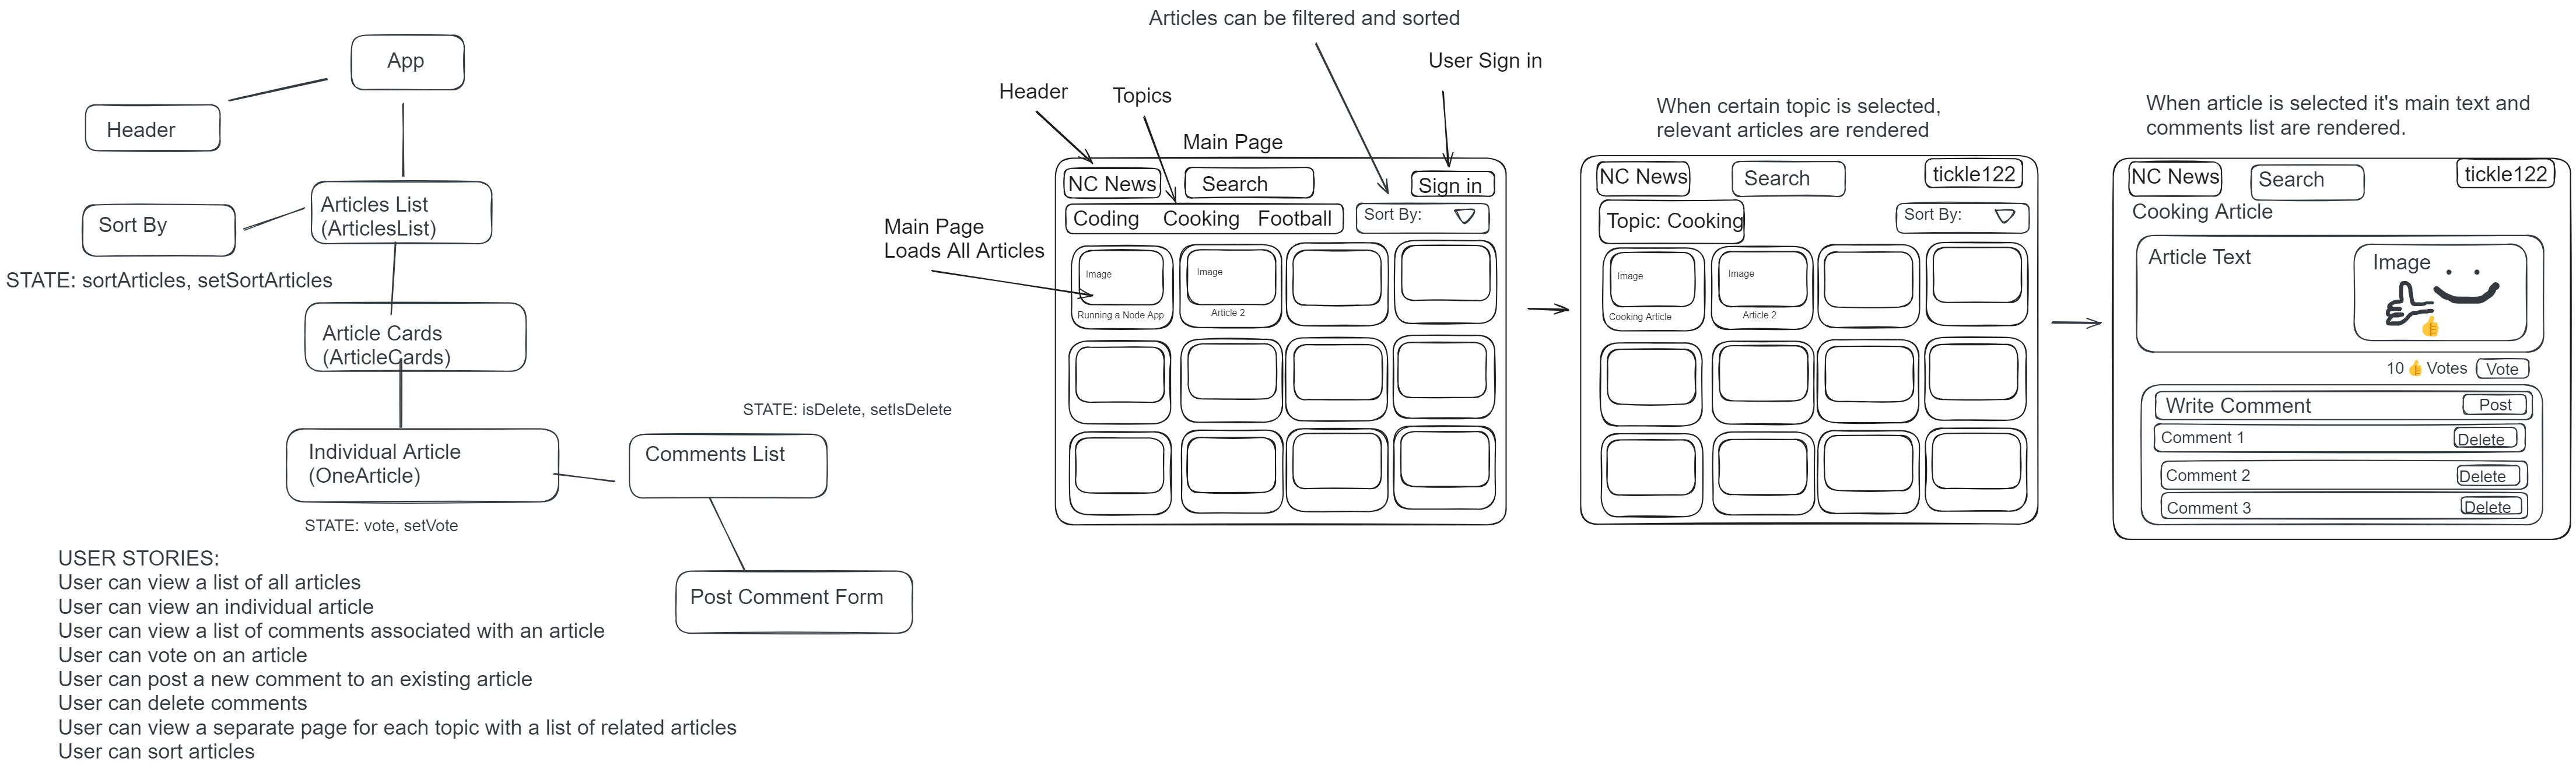 App
Header
Articles List
(ArticlesList)
Sort By
STATE: sortArticles, setSortArticles
Article Cards
(ArticleCards)
Individual Article
(OneArticle)
STATE: vote, setVote
STATE: isDelete, setIsDelete
Comments List
Post Comment Form
USER STORIES:
User can view a list of all articles
User can view an individual article
User can view a list of comments associated with an article
User can vote on an article
User can post a new comment to an existing article
User can delete comments
User can view a separate page for each topic with a list of related articles
User can sort articles
Articles can be filtered and sorted
User Sign in
Header
Topics
Main Page
Main Page
Loads All Articles
NC News
Search
Sign in
Coding Cooking Football
Sort By:
Image
Running a Node App
Image
Article 2
When certain topic is selected,
relevant articles are rendered
NC News
Search
tickle122
Topic: Cooking
Sort By:
Image
Cooking Article
Image
Article 2
When article is selected it's main text and
comments list are rendered.
NC News
Search
tickle122
Cooking Article
Article Text
Image
10 👍 Votes
Vote
Write Comment
Post
Comment 1
Delete
Comment 2
Delete
Comment 3
Delete